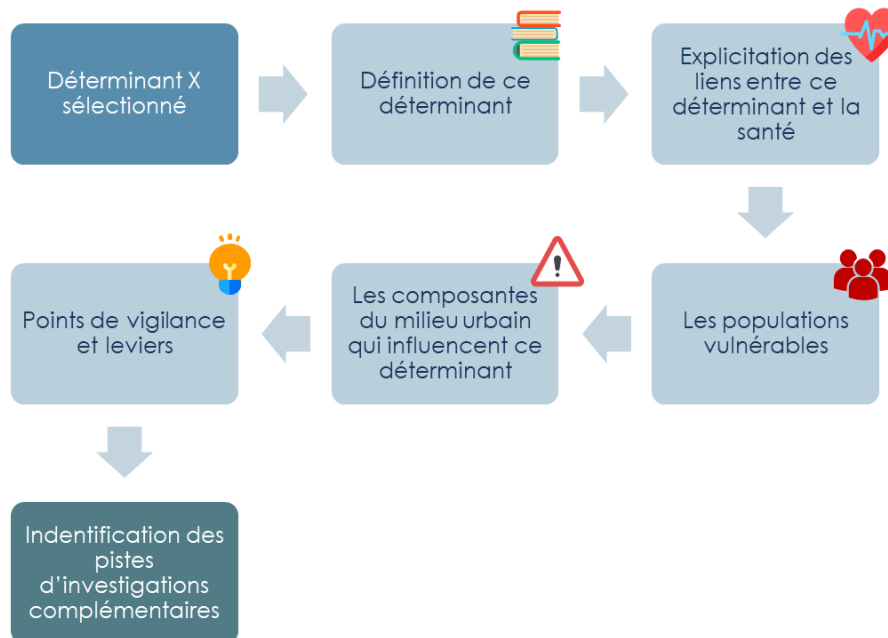 Déterminant X
sélectionné
Définition de ce
déterminant
Explicitation des
liens entre ce
déterminant et la
santé
Les populations
vulnérables
Les composantes
du milieu urbain
qui influencent ce
déterminant
Points de vigilance
et leviers
Indentification des
pistes
d'investigations
complémentaires